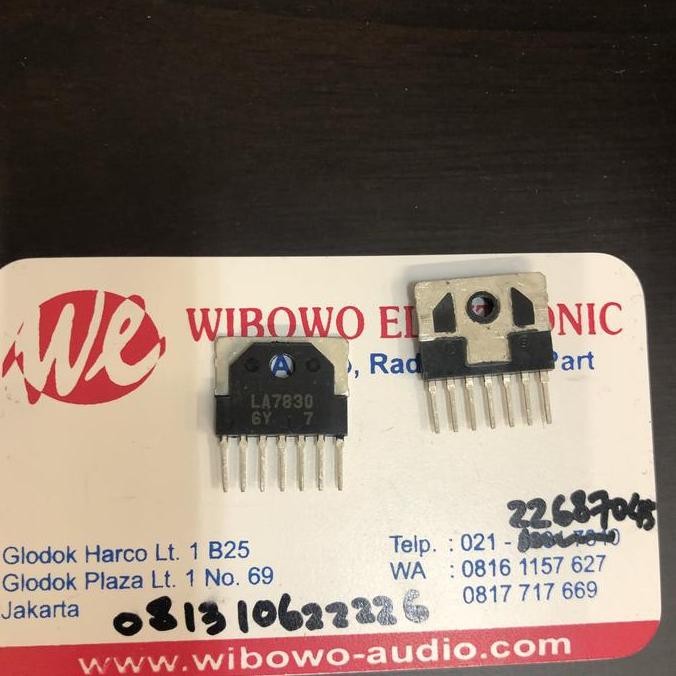 We
WIBOWO EL ONIC
A , Rad Part
LA7830
6Y 7
22687045
Glodok Harco Lt. 1 B25
Telp. : 021 -
Glodok Plaza Lt. 1 No. 69
WA : 0816 1157 627
Jakarta
0817 717 669
081310622226
www.wibowo-audio.com